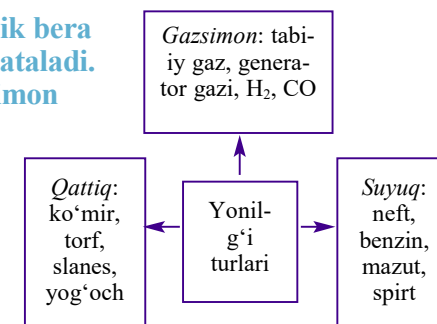 ik bera
ataladi.
mon
Gazsimon: tabi-
iy gaz, genera-
tor gazi, H₂, CO
Qattiq:
ko‘mir,
torf,
slanes,
yog‘och
Yonil-
g‘i
turlari
Suyuq:
neft,
benzin,
mazut,
spirt